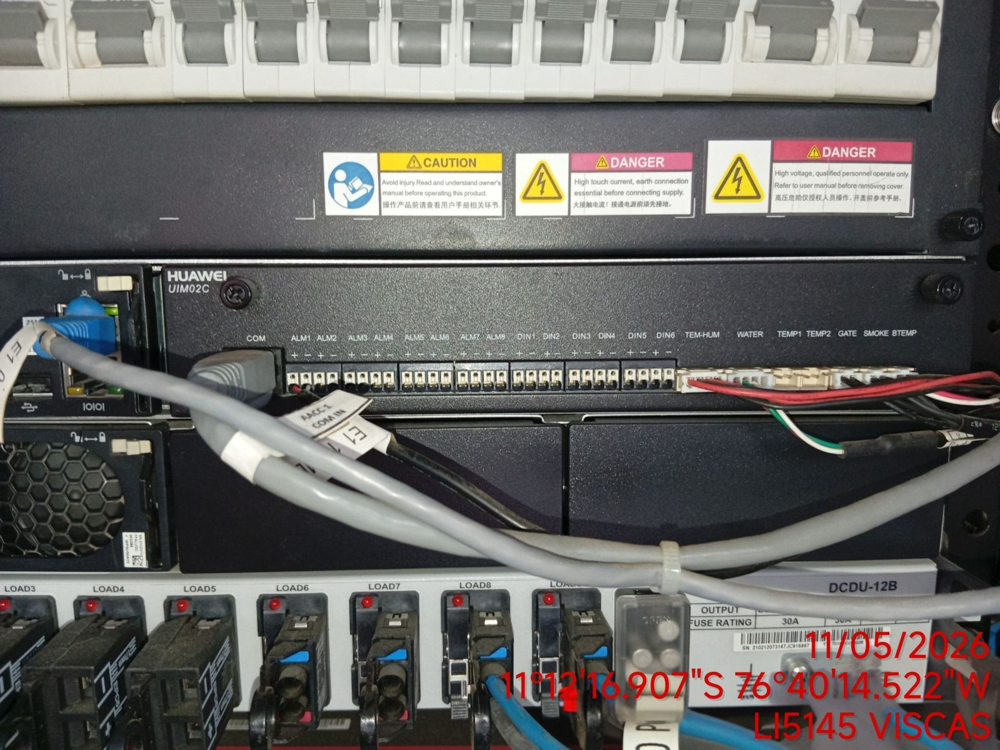 CAUTION
Avoid injury.Read and understand owner's
manual before operating this product.
操作产品前请查看用户手册相关环节.
DANGER
High touch current, earth connection
essential before connecting supply.
大接触电流！接通电源前须先接地。
DANGER
High voltage, qualified personnel operate only.
Refer to user manual before removing cover.
高压危险仅授权人员操作。开盖前参考手册。
HUAWEI
UIM02C
COM ALM1 ALM2 ALM3 ALM4 ALM5 ALM6 ALM7 ALM8 DIN1 DIN2 DIN3 DIN4 DIN5 DIN6 TEM-HUM WATER TEMP1 TEMP2 GATE SMOKE BTEMP
+ - + - + - + - + - + - + - + - + - + - + - + - + - + -
E1
IOIOI
AACC-1
COM IN
E1
LOAD3 LOAD4 LOAD5 LOAD6 LOAD7 LOAD8
DCDU-12B
OUTPUT
FUSE RATING 30A 30A
OPEN
11/05/2026
11°12'16.907"S 76°40'14.522"W
LI5145 VISCAS